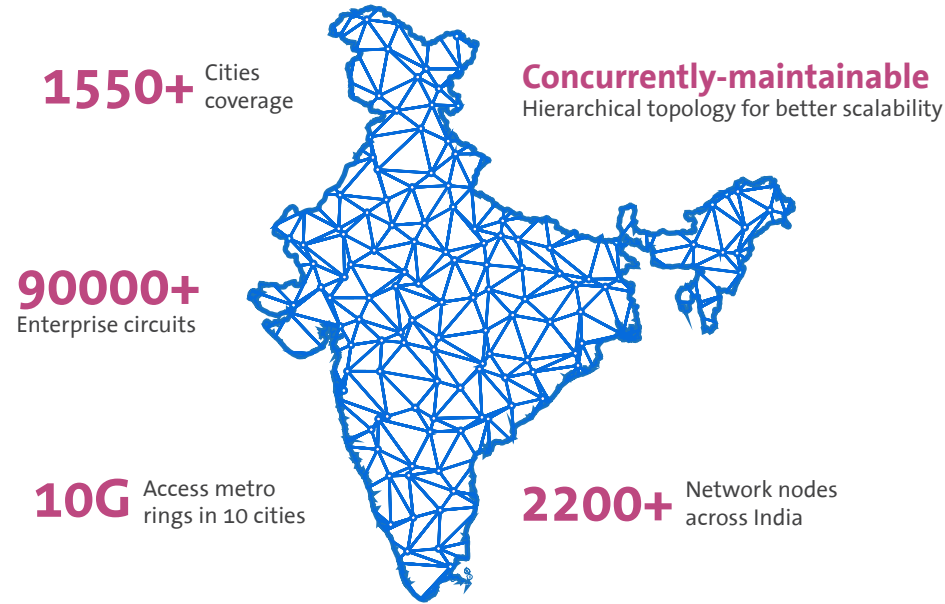 1550+
Cities
coverage
Concurrently-maintainable
Hierarchical topology for better scalability
90000+
Enterprise circuits
10G
Access metro
rings in 10 cities
2200+
Network nodes
across India